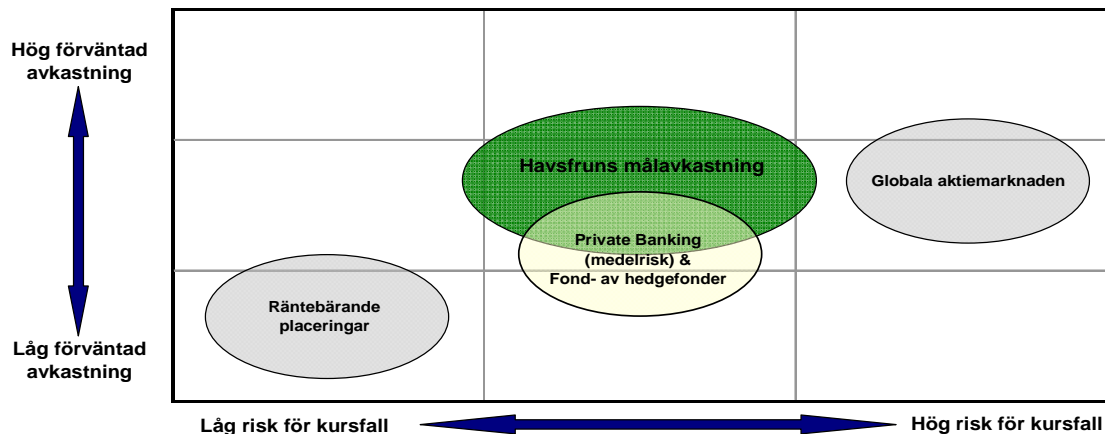 Hög förväntad
avkastning
Havsfruns målavkastning
Globala aktiemarknaden
Private Banking
(medelrisk) &
Fond- av hedgefonder
Räntebärande
placeringar
Låg förväntad
avkastning
Låg risk för kursfall
Hög risk för kursfall